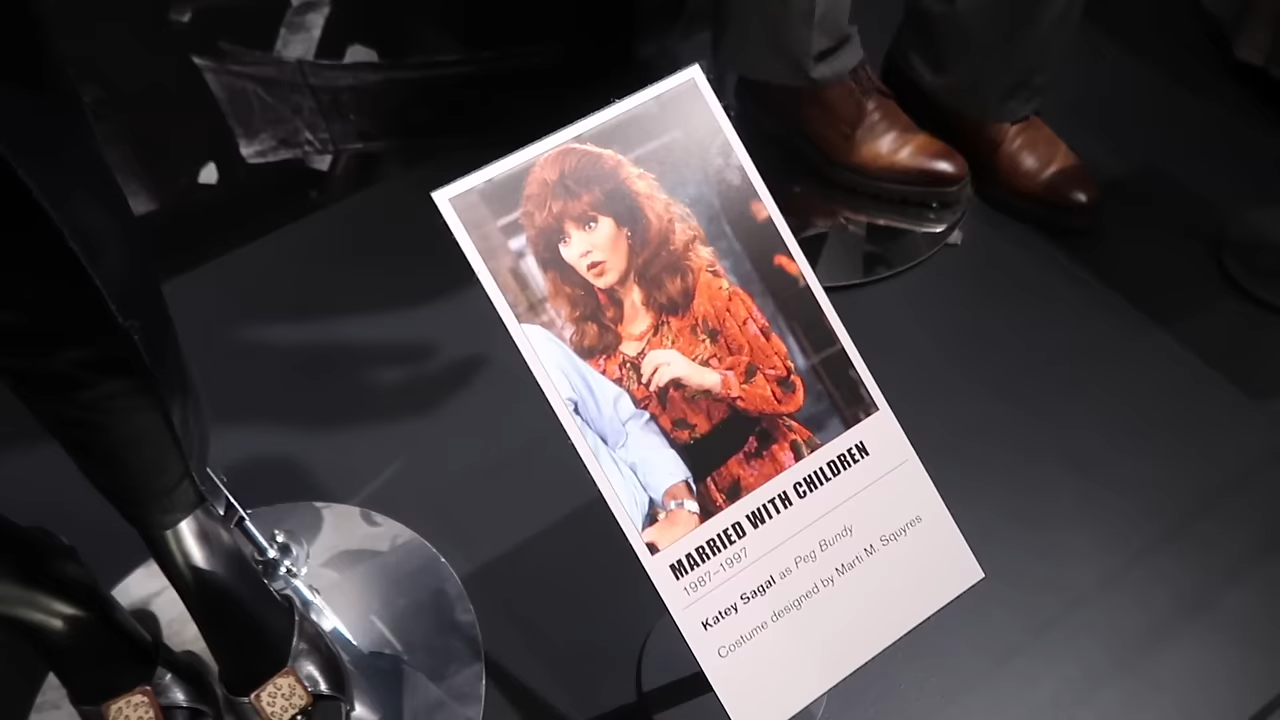 MARRIED WITH CHILDREN
1987–1997
Katey Sagal as Peg Bundy
Costume designed by Marti M. Squyres